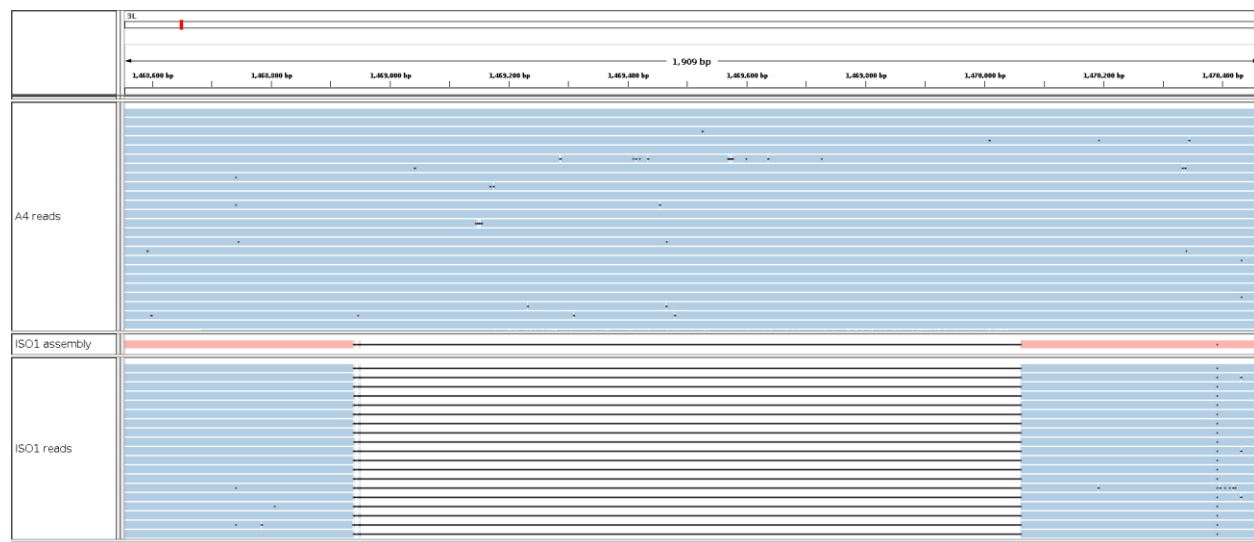 3L
1,909 bp
1,468,600 bp 1,468,800 bp 1,469,000 bp 1,469,200 bp 1,469,400 bp 1,469,600 bp 1,469,800 bp 1,470,000 bp 1,470,200 bp 1,470,400 bp
A4 reads
ISO1 assembly
ISO1 reads